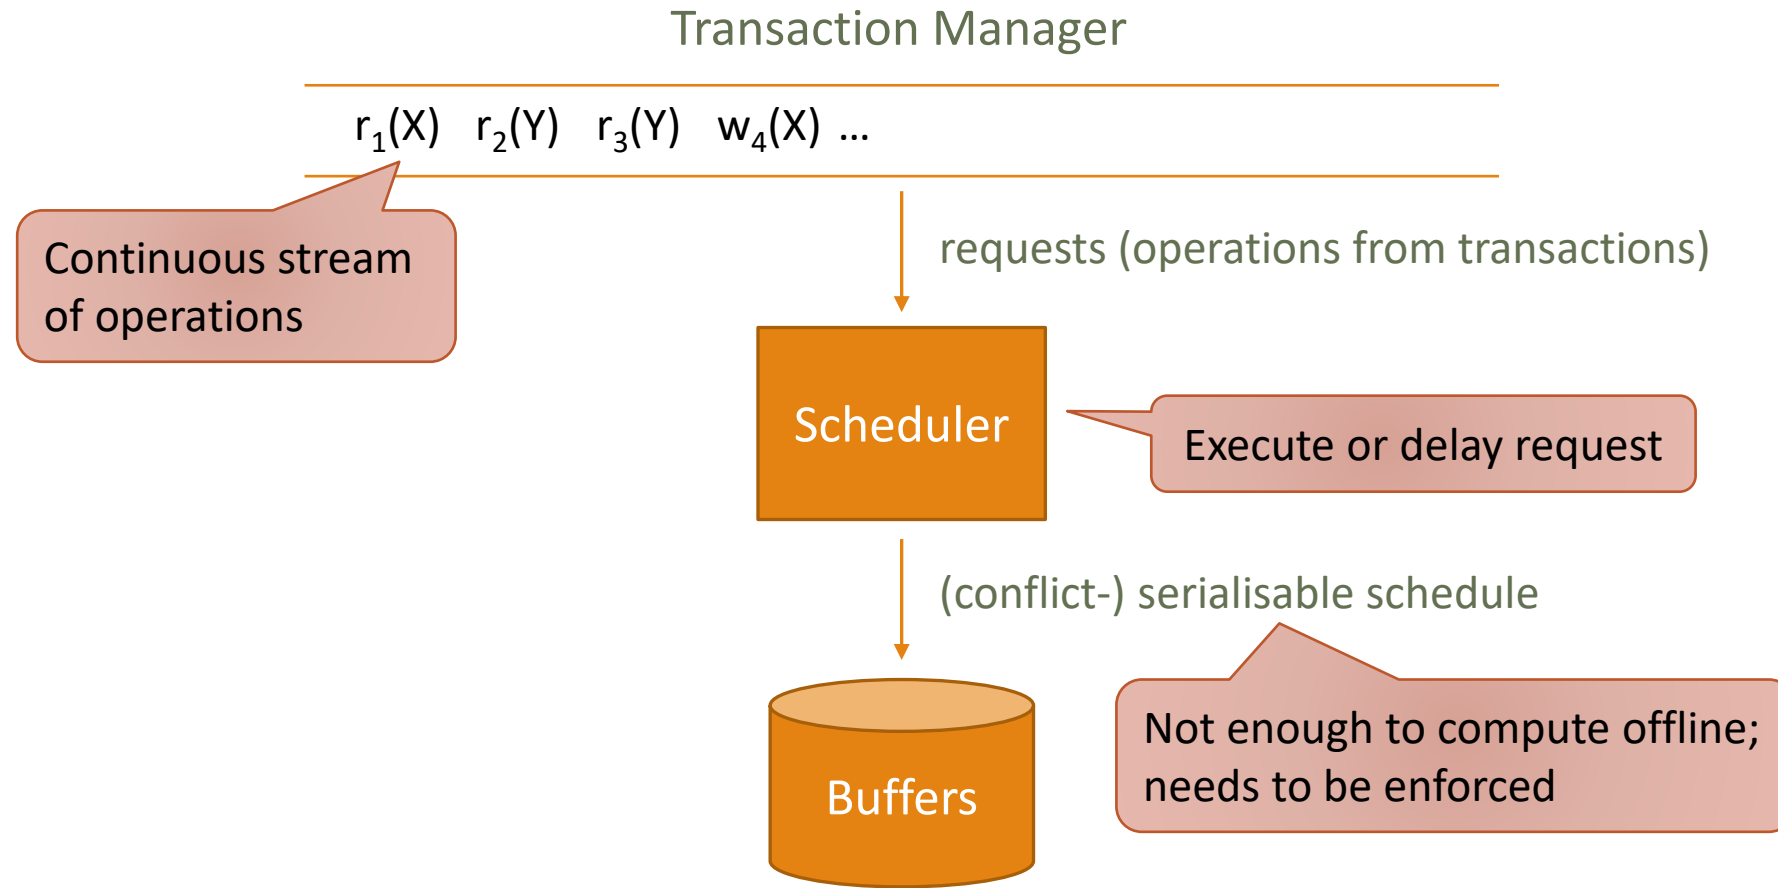 Transaction Manager
r₁(X) r₂(Y) r₃(Y) w₄(X) ...
Continuous stream
of operations
requests (operations from transactions)
Scheduler
Execute or delay request
(conflict-) serialisable schedule
Not enough to compute offline;
needs to be enforced
Buffers